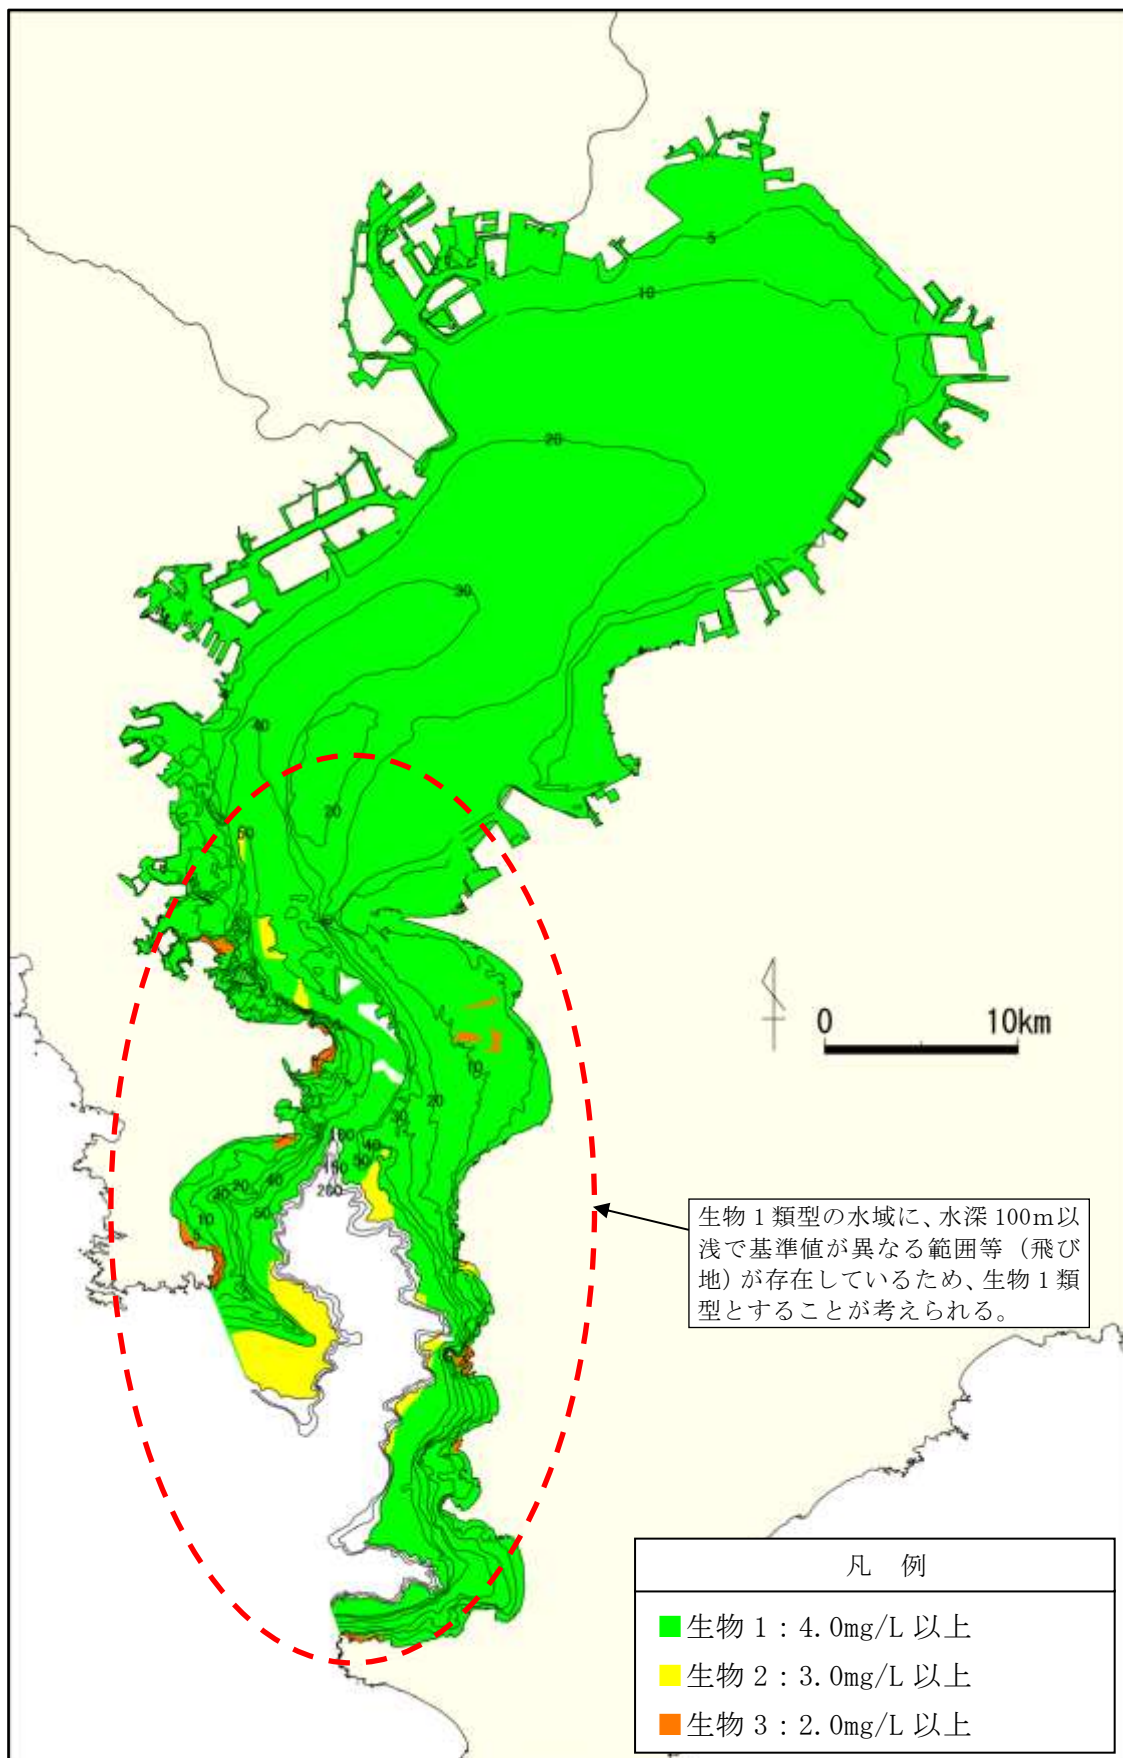 5
10
20
30
40
20
50
10
20
30
100
40
50
150
200
40
20
30
50
10
5
0 10km
生物1類型の水域に、水深100m以
浅で基準値が異なる範囲等（飛び
地）が存在しているため、生物1類
型とすることが考えられる。
凡 例
生物1：4.0mg/L以上
生物2：3.0mg/L以上
生物3：2.0mg/L以上